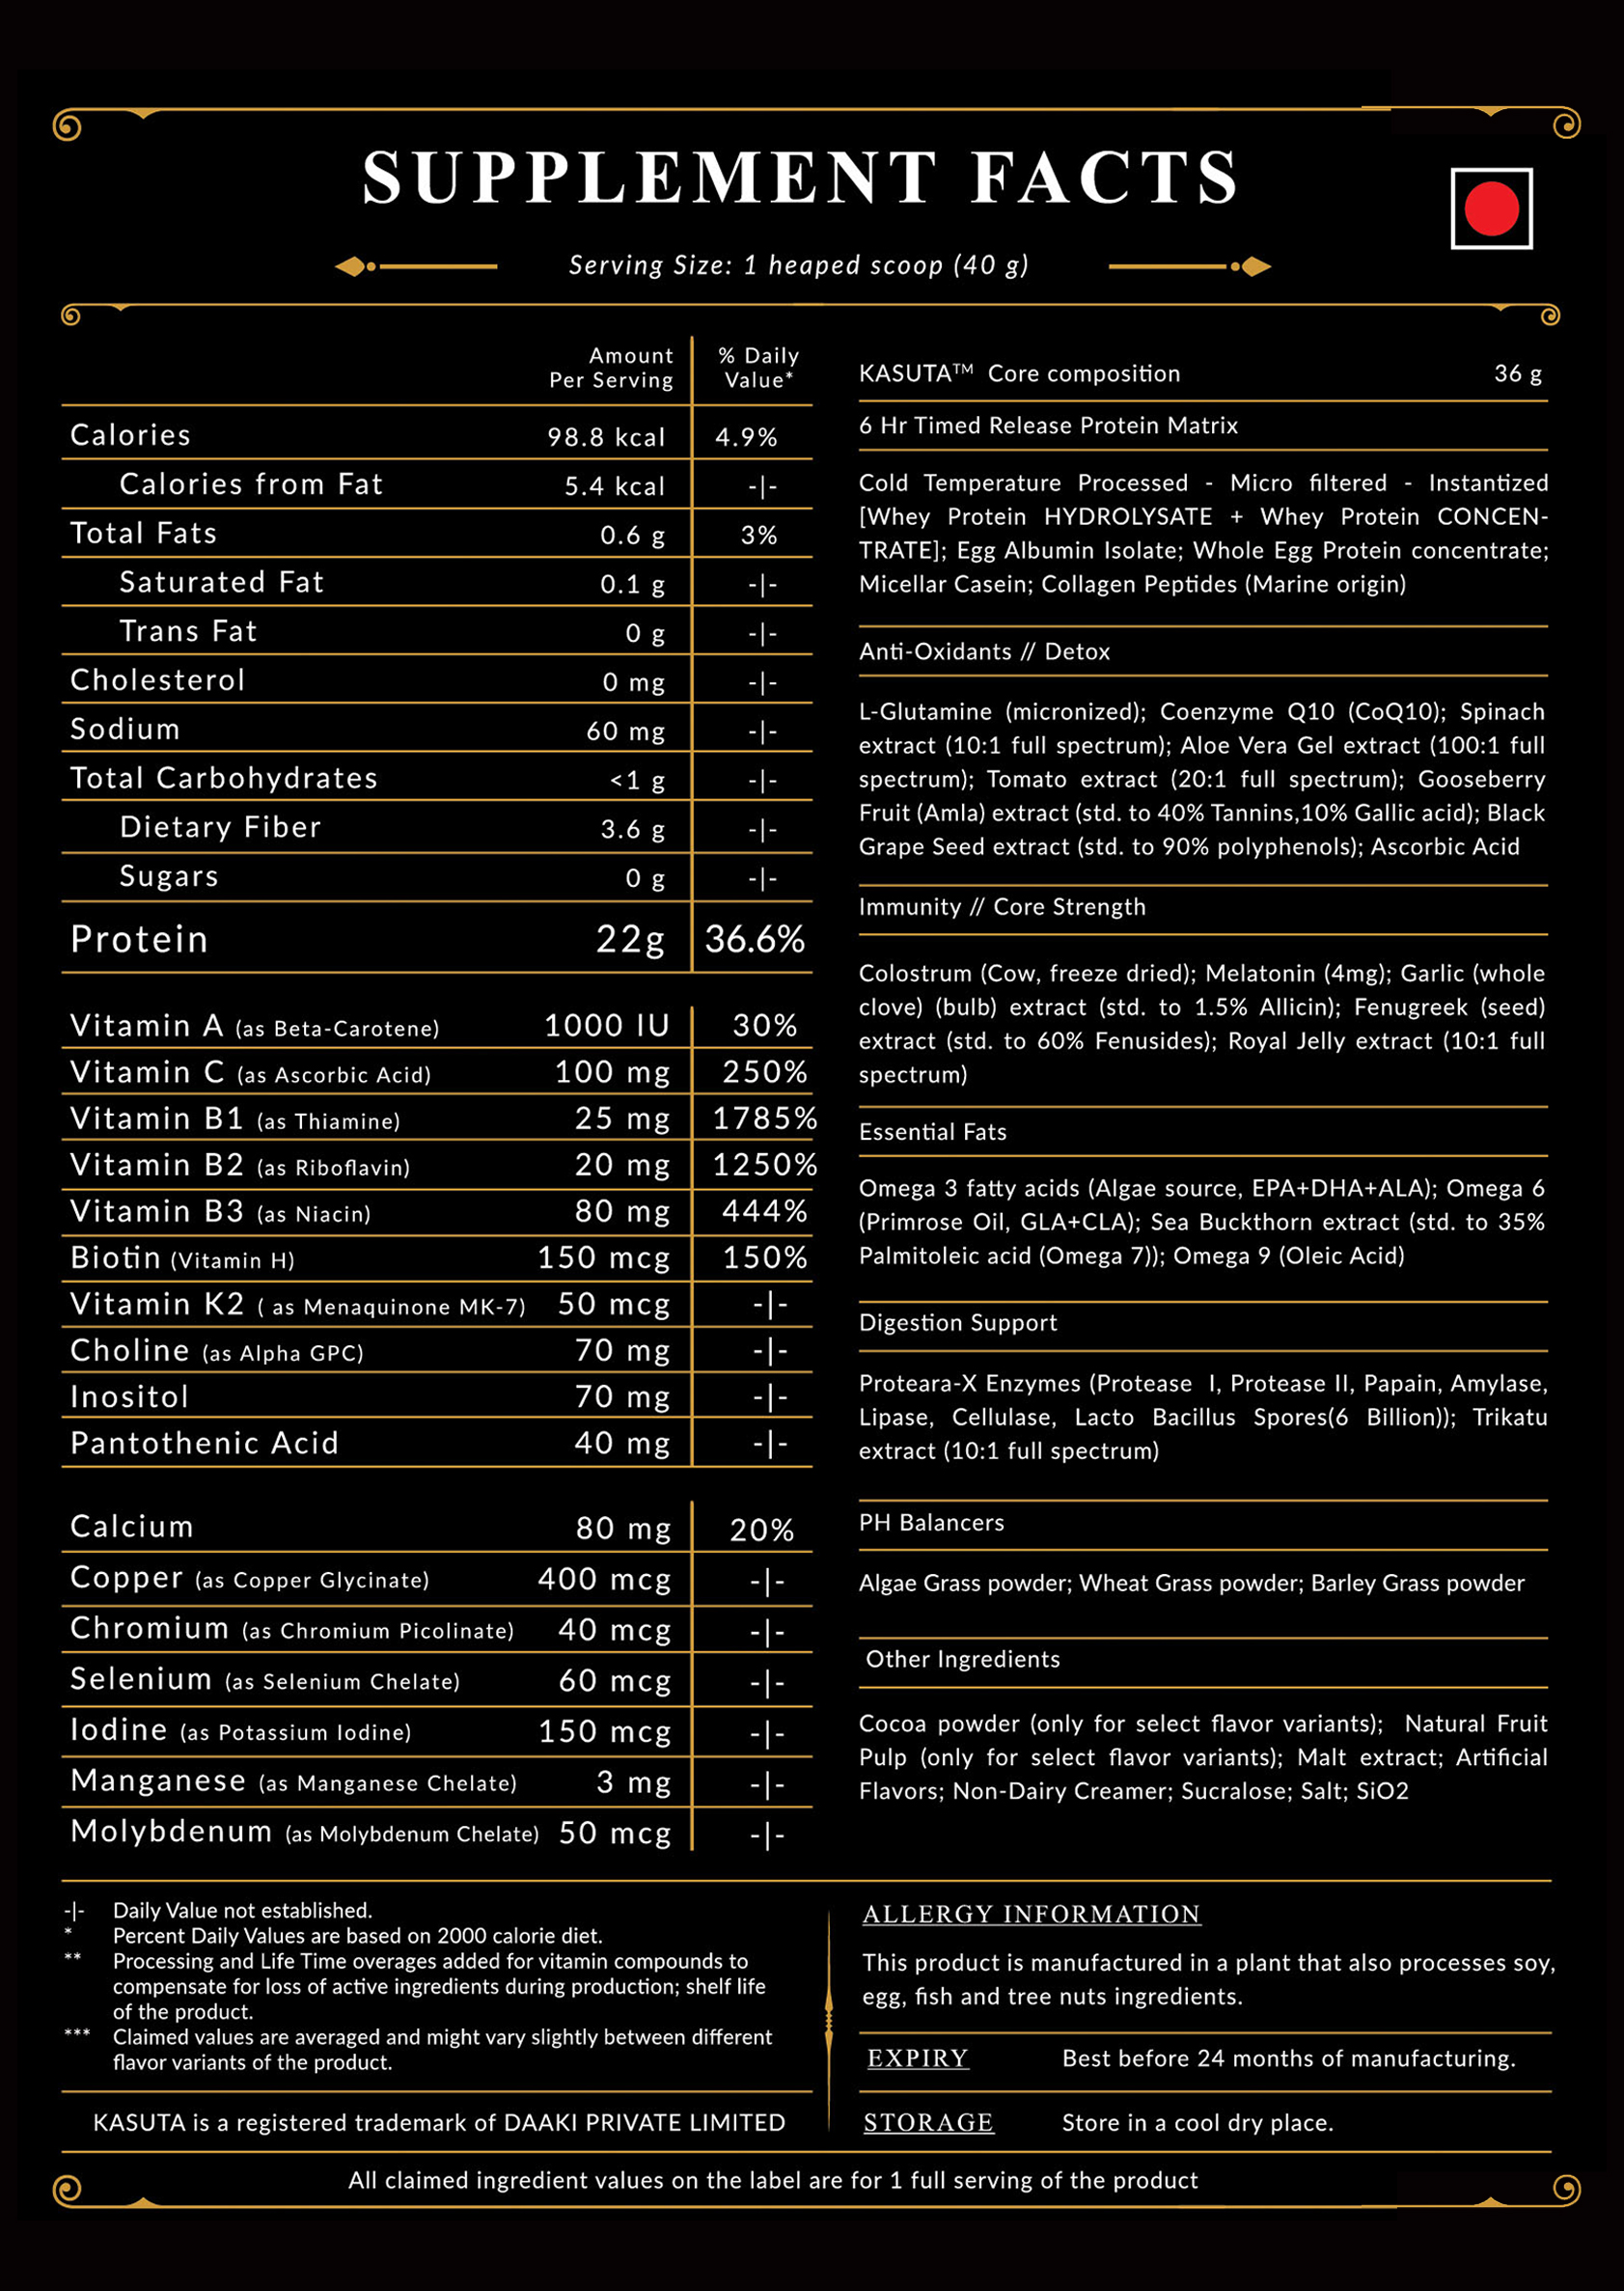 SUPPLEMENT FACTS
Serving Size: 1 heaped scoop (40 g)
Amount Per Serving % Daily Value*
Calories 98.8 kcal 4.9%
Calories from Fat 5.4 kcal -|-
Total Fats 0.6 g 3%
Saturated Fat 0.1 g -|-
Trans Fat 0 g -|-
Cholesterol 0 mg -|-
Sodium 60 mg -|-
Total Carbohydrates <1 g -|-
Dietary Fiber 3.6 g -|-
Sugars 0 g -|-
Protein 22g 36.6%
Vitamin A (as Beta-Carotene) 1000 IU 30%
Vitamin C (as Ascorbic Acid) 100 mg 250%
Vitamin B1 (as Thiamine) 25 mg 1785%
Vitamin B2 (as Riboflavin) 20 mg 1250%
Vitamin B3 (as Niacin) 80 mg 444%
Biotin (Vitamin H) 150 mcg 150%
Vitamin K2 ( as Menaquinone MK-7) 50 mcg -|-
Choline (as Alpha GPC) 70 mg -|-
Inositol 70 mg -|-
Pantothenic Acid 40 mg -|-
Calcium 80 mg 20%
Copper (as Copper Glycinate) 400 mcg -|-
Chromium (as Chromium Picolinate) 40 mcg -|-
Selenium (as Selenium Chelate) 60 mcg -|-
Iodine (as Potassium Iodine) 150 mcg -|-
Manganese (as Manganese Chelate) 3 mg -|-
Molybdenum (as Molybdenum Chelate) 50 mcg -|-
KASUTA™ Core composition 36 g
6 Hr Timed Release Protein Matrix
Cold Temperature Processed - Micro filtered - Instantized
[Whey Protein HYDROLYSATE + Whey Protein CONCEN-
TRATE]; Egg Albumin Isolate; Whole Egg Protein concentrate;
Micellar Casein; Collagen Peptides (Marine origin)
Anti-Oxidants // Detox
L-Glutamine (micronized); Coenzyme Q10 (CoQ10); Spinach
extract (10:1 full spectrum); Aloe Vera Gel extract (100:1 full
spectrum); Tomato extract (20:1 full spectrum); Gooseberry
Fruit (Amla) extract (std. to 40% Tannins,10% Gallic acid); Black
Grape Seed extract (std. to 90% polyphenols); Ascorbic Acid
Immunity // Core Strength
Colostrum (Cow, freeze dried); Melatonin (4mg); Garlic (whole
clove) (bulb) extract (std. to 1.5% Allicin); Fenugreek (seed)
extract (std. to 60% Fenusides); Royal Jelly extract (10:1 full
spectrum)
Essential Fats
Omega 3 fatty acids (Algae source, EPA+DHA+ALA); Omega 6
(Primrose Oil, GLA+CLA); Sea Buckthorn extract (std. to 35%
Palmitoleic acid (Omega 7)); Omega 9 (Oleic Acid)
Digestion Support
Proteara-X Enzymes (Protease I, Protease II, Papain, Amylase,
Lipase, Cellulase, Lacto Bacillus Spores(6 Billion)); Trikatu
extract (10:1 full spectrum)
PH Balancers
Algae Grass powder; Wheat Grass powder; Barley Grass powder
Other Ingredients
Cocoa powder (only for select flavor variants); Natural Fruit
Pulp (only for select flavor variants); Malt extract; Artificial
Flavors; Non-Dairy Creamer; Sucralose; Salt; SiO2
-|- Daily Value not established.
* Percent Daily Values are based on 2000 calorie diet.
** Processing and Life Time overages added for vitamin compounds to
compensate for loss of active ingredients during production; shelf life
of the product.
*** Claimed values are averaged and might vary slightly between different
flavor variants of the product.
KASUTA is a registered trademark of DAAKI PRIVATE LIMITED
ALLERGY INFORMATION
This product is manufactured in a plant that also processes soy,
egg, fish and tree nuts ingredients.
EXPIRY Best before 24 months of manufacturing.
STORAGE Store in a cool dry place.
All claimed ingredient values on the label are for 1 full serving of the product